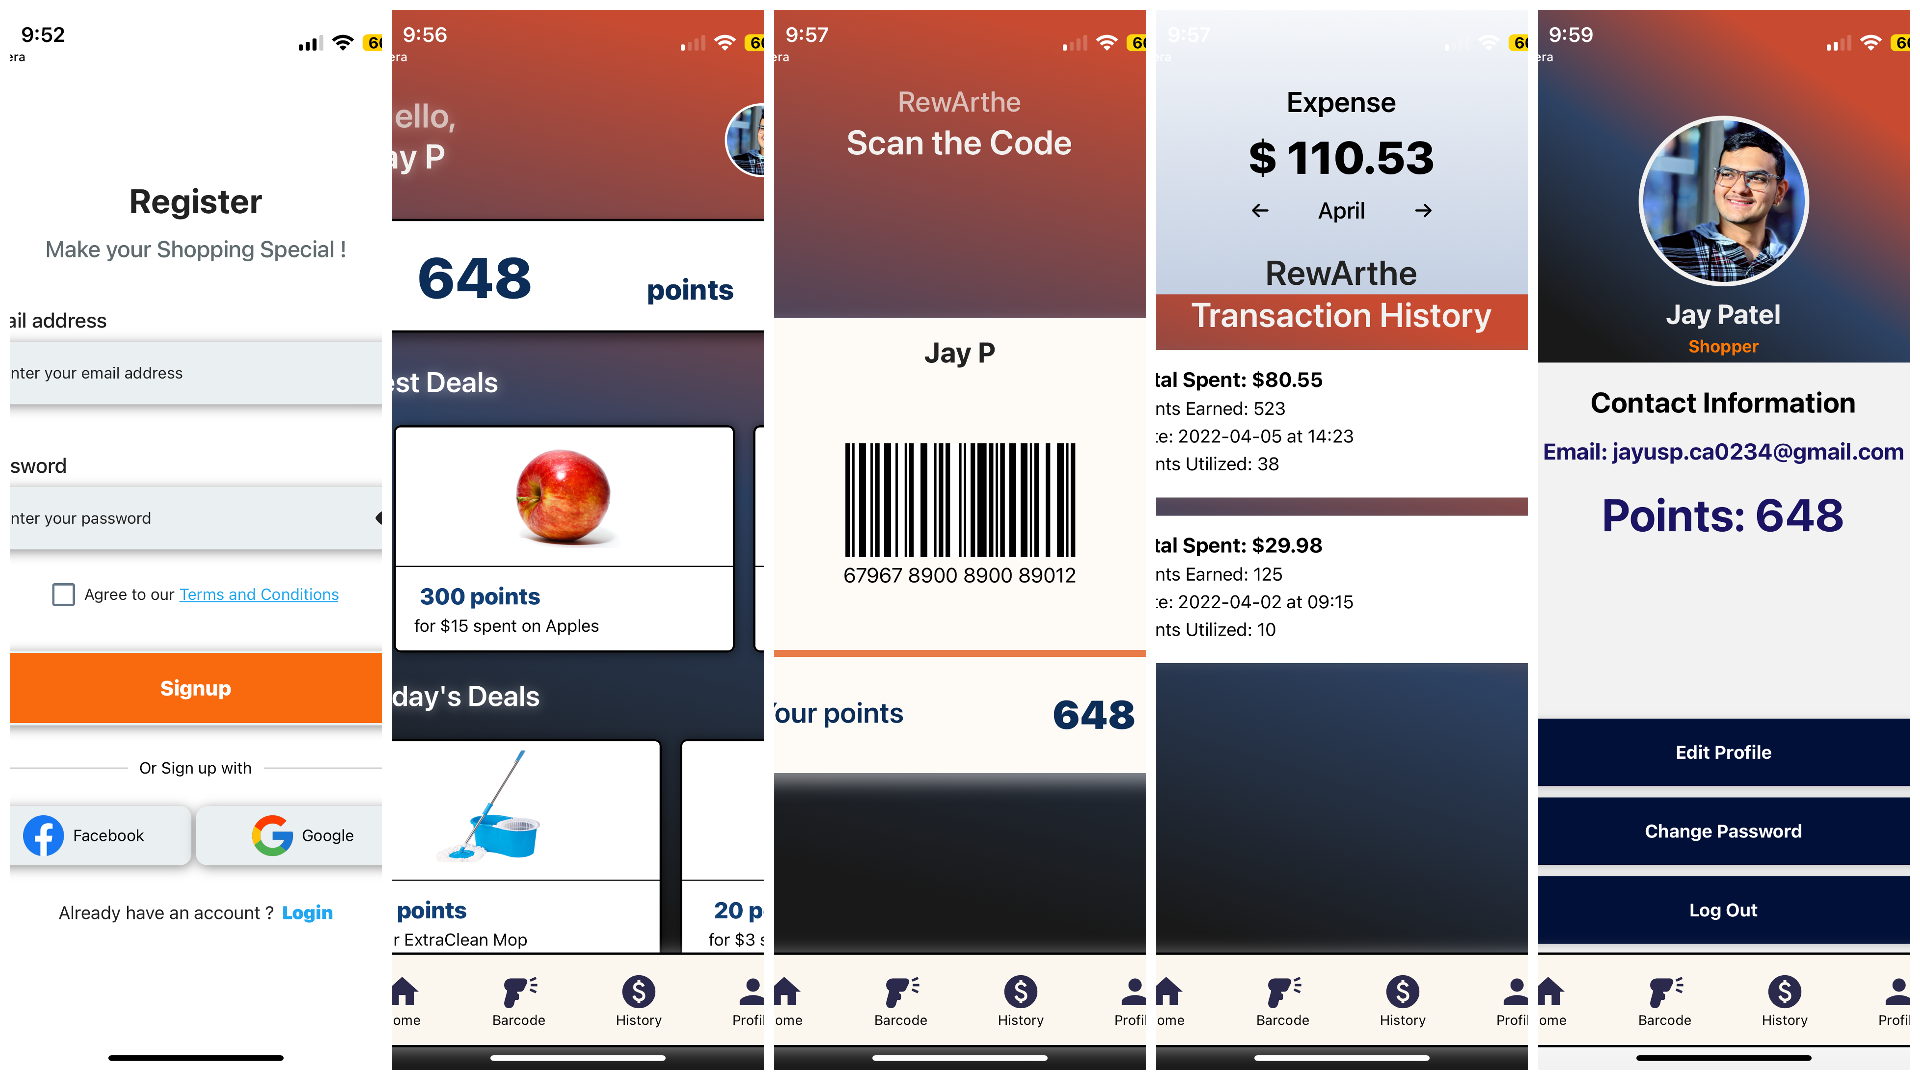 9:52
era
60
Register
Make your Shopping Special !
ail address
nter your email address
sword
nter your password
Agree to our Terms and Conditions
Signup
Or Sign up with
Facebook
Google
Already have an account ? Login
9:56
era
60
ello,
ay P
648 points
est Deals
300 points
for $15 spent on Apples
day's Deals
points
r ExtraClean Mop
20 p
for $3 s
ome
Barcode
History
Profil
9:57
era
60
RewArthe
Scan the Code
Jay P
67967 8900 8900 89012
Your points 648
ome
Barcode
History
Profil
9:57
era
60
Expense
$ 110.53
← April →
RewArthe
Transaction History
tal Spent: $80.55
nts Earned: 523
te: 2022-04-05 at 14:23
nts Utilized: 38
tal Spent: $29.98
nts Earned: 125
te: 2022-04-02 at 09:15
nts Utilized: 10
ome
Barcode
History
Profil
9:59
era
60
Jay Patel
Shopper
Contact Information
Email: jayusp.ca0234@gmail.com
Points: 648
Edit Profile
Change Password
Log Out
ome
Barcode
History
Profil